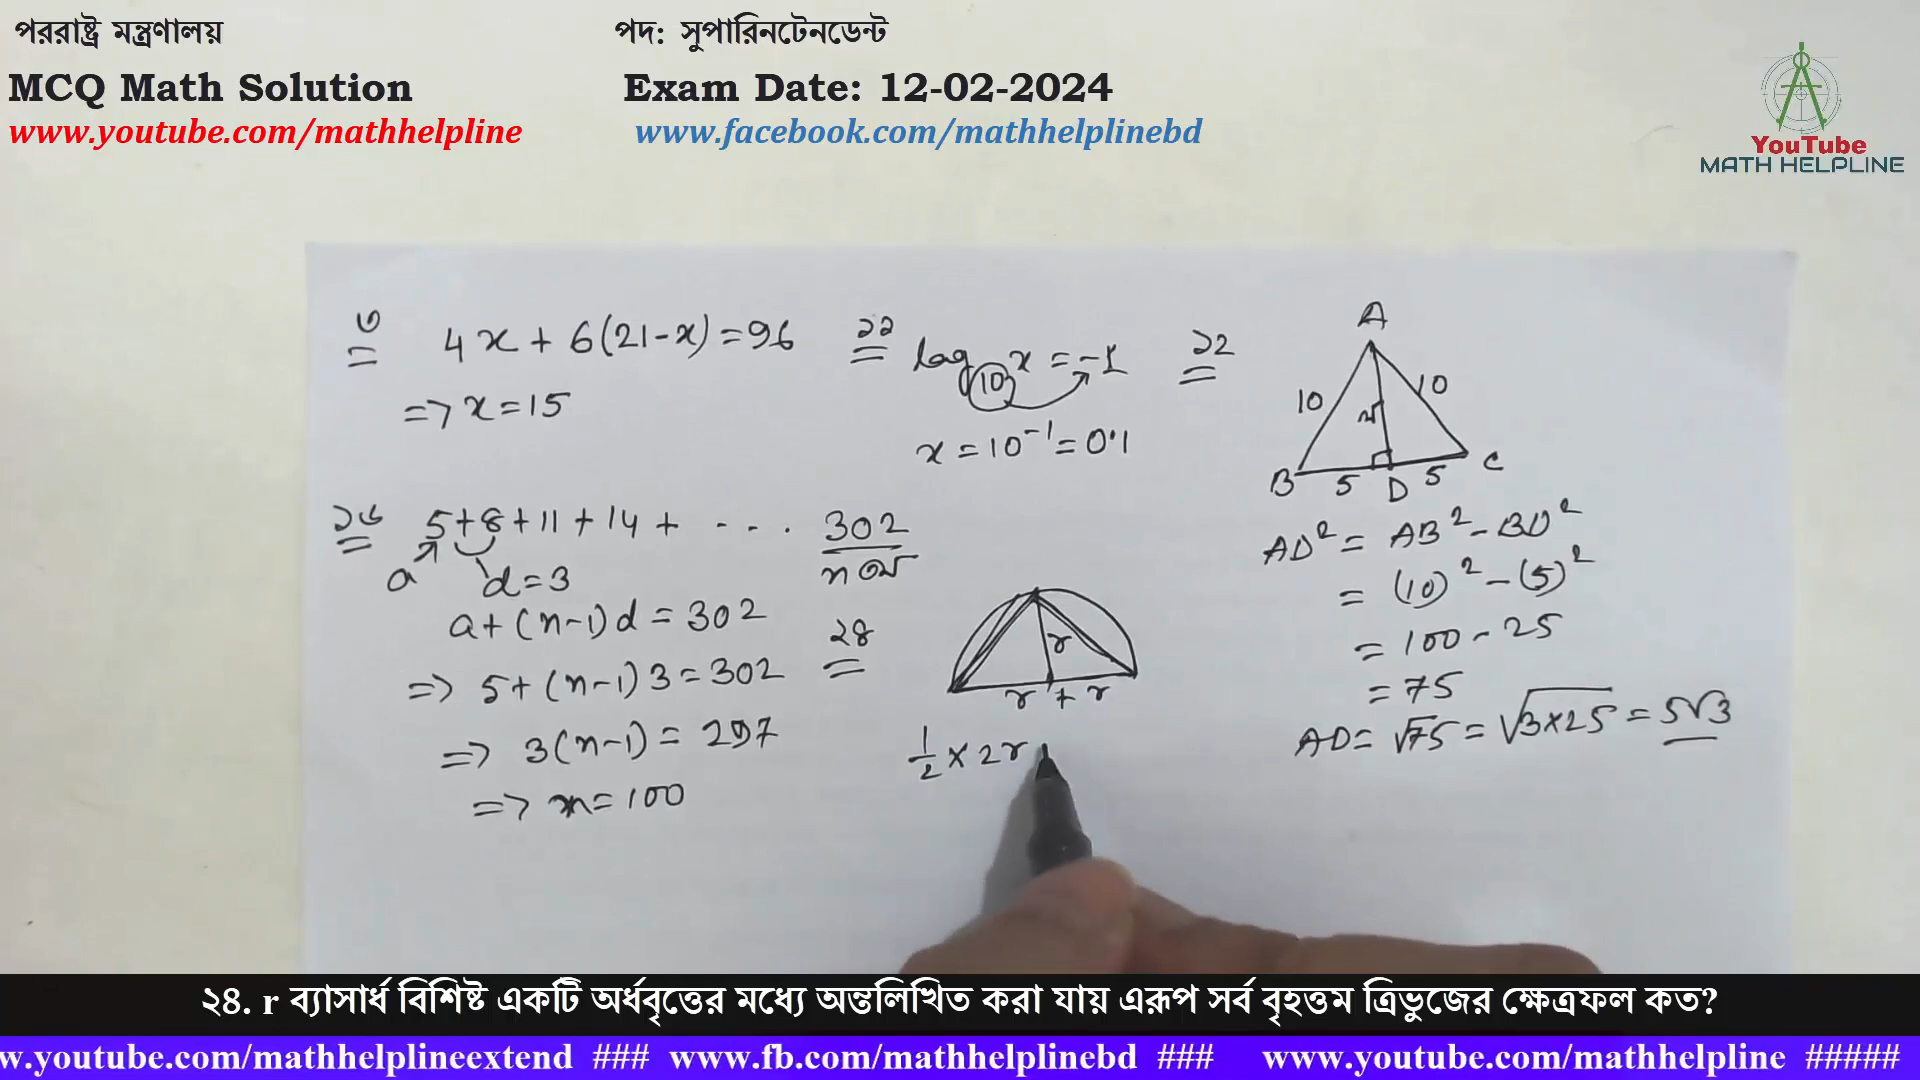 পররাষ্ট্র মন্ত্রণালয়
পদ: সুপারিনটেনডেন্ট
MCQ Math Solution
Exam Date: 12-02-2024
www.youtube.com/mathhelpline
www.facebook.com/mathhelplinebd
YouTube
MATH HELPLINE
4x + 6(21-x) = 96
=> x = 15
log₁₀ x = -1
x = 10⁻¹ = 0.1
২২
A
10
10
B 5 D 5 C
AD² = AB² - BD²
= (10)² - (5)²
= 100 - 25
= 75
AD = √75 = √3×25 = 5√3
5+8+11+14+ ... 302
a d=3
n তম
a+(n-1)d = 302
=> 5+(n-1)3 = 302
=> 3(n-1) = 297
=> n = 100
২৪
r
r + r
1/2 × 2r
২৪. r ব্যাসার্ধ বিশিষ্ট একটি অর্ধবৃত্তের মধ্যে অন্তলিখিত করা যায় এরূপ সর্ব বৃহত্তম ত্রিভুজের ক্ষেত্রফল কত?
w.youtube.com/mathhelplineextend ### www.fb.com/mathhelplinebd ### www.youtube.com/mathhelpline #####